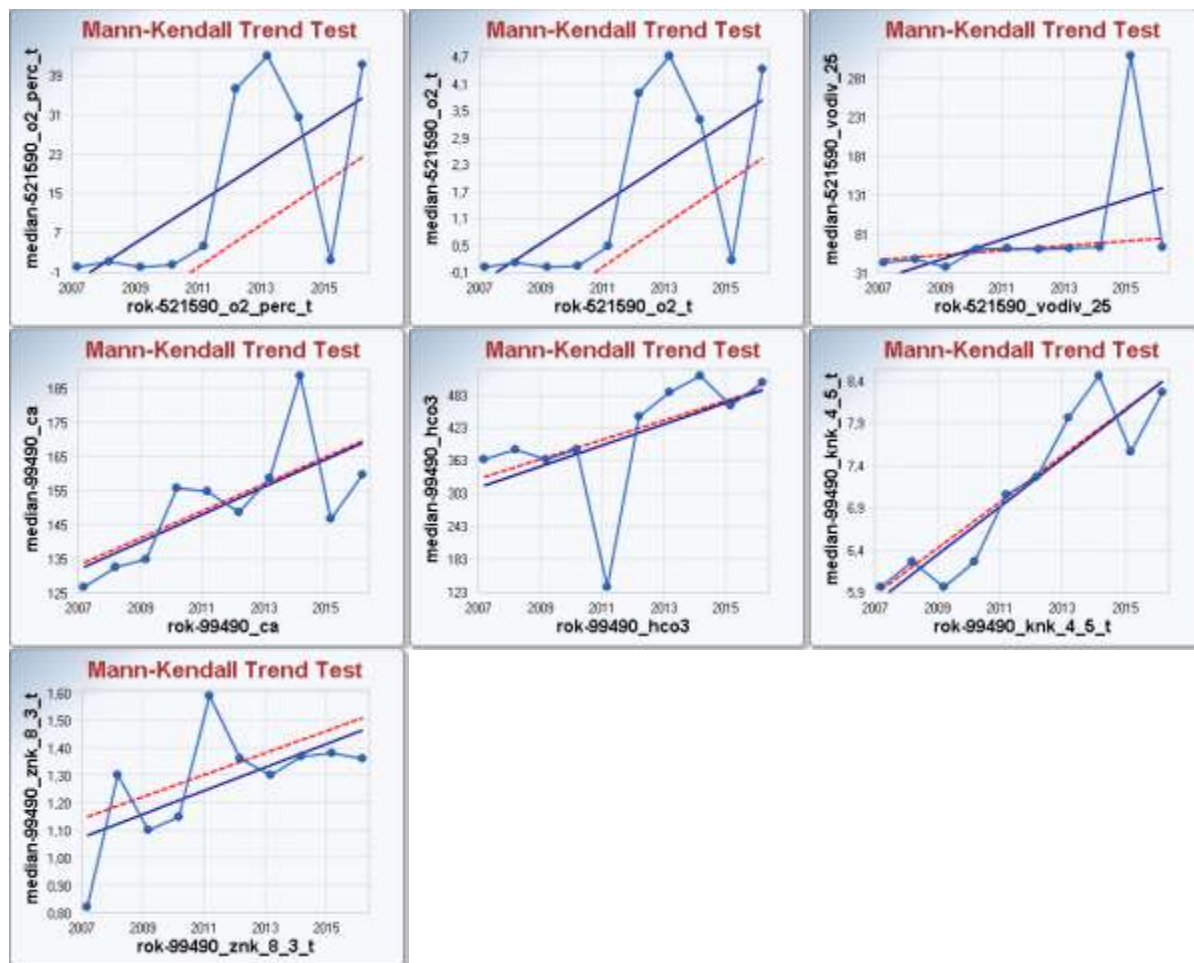 Mann-Kendall Trend Test
median-521590_o2_perc_t
39
31
23
15
7
-1
2007 2009 2011 2013 2015
rok-521590_o2_perc_t
Mann-Kendall Trend Test
median-521590_o2_t
4,7
4,1
3,5
2,9
2,3
1,7
1,1
0,5
-0,1
2007 2009 2011 2013 2015
rok-521590_o2_t
Mann-Kendall Trend Test
median-521590_vodiv_25
281
231
181
131
81
31
2007 2009 2011 2013 2015
rok-521590_vodiv_25
Mann-Kendall Trend Test
median-99490_ca
185
175
165
155
145
135
125
2007 2009 2011 2013 2015
rok-99490_ca
Mann-Kendall Trend Test
median-99490_hco3
483
423
363
303
243
183
123
2007 2009 2011 2013 2015
rok-99490_hco3
Mann-Kendall Trend Test
median-99490_knk_4_5_t
8,4
7,9
7,4
6,9
6,4
5,9
2007 2009 2011 2013 2015
rok-99490_knk_4_5_t
Mann-Kendall Trend Test
median-99490_znk_8_3_t
1,60
1,50
1,40
1,30
1,20
1,10
1,00
0,90
0,80
2007 2009 2011 2013 2015
rok-99490_znk_8_3_t